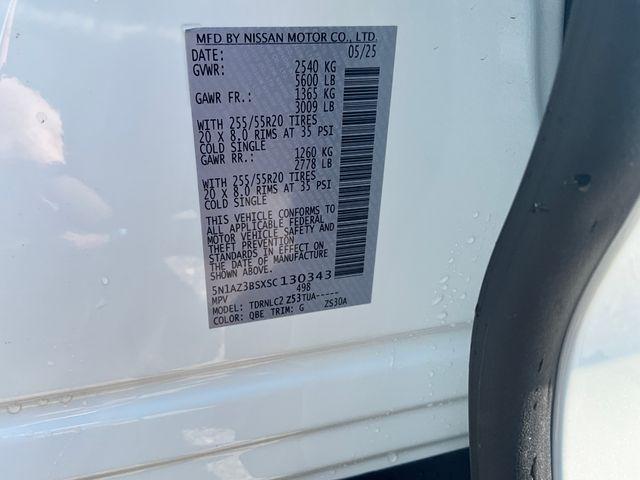 MFD BY NISSAN MOTOR CO., LTD.
DATE: 05/25
GVWR: 2540 KG
5600 LB
GAWR FR.: 1365 KG
3009 LB
WITH 255/55R20 TIRES
20 X 8.0 RIMS AT 35 PSI
COLD SINGLE
GAWR RR.: 1260 KG
2778 LB
WITH 255/55R20 TIRES
20 X 8.0 RIMS AT 35 PSI
COLD SINGLE
THIS VEHICLE CONFORMS TO
ALL APPLICABLE FEDERAL
MOTOR VEHICLE SAFETY AND
THEFT PREVENTION
STANDARDS IN EFFECT ON
THE DATE OF MANUFACTURE
SHOWN ABOVE.
5N1AZ3BSXSC130343
MPV 498
MODEL: TDRNLC2 Z53TUA-----
COLOR: QBE TRIM: G ZS30A